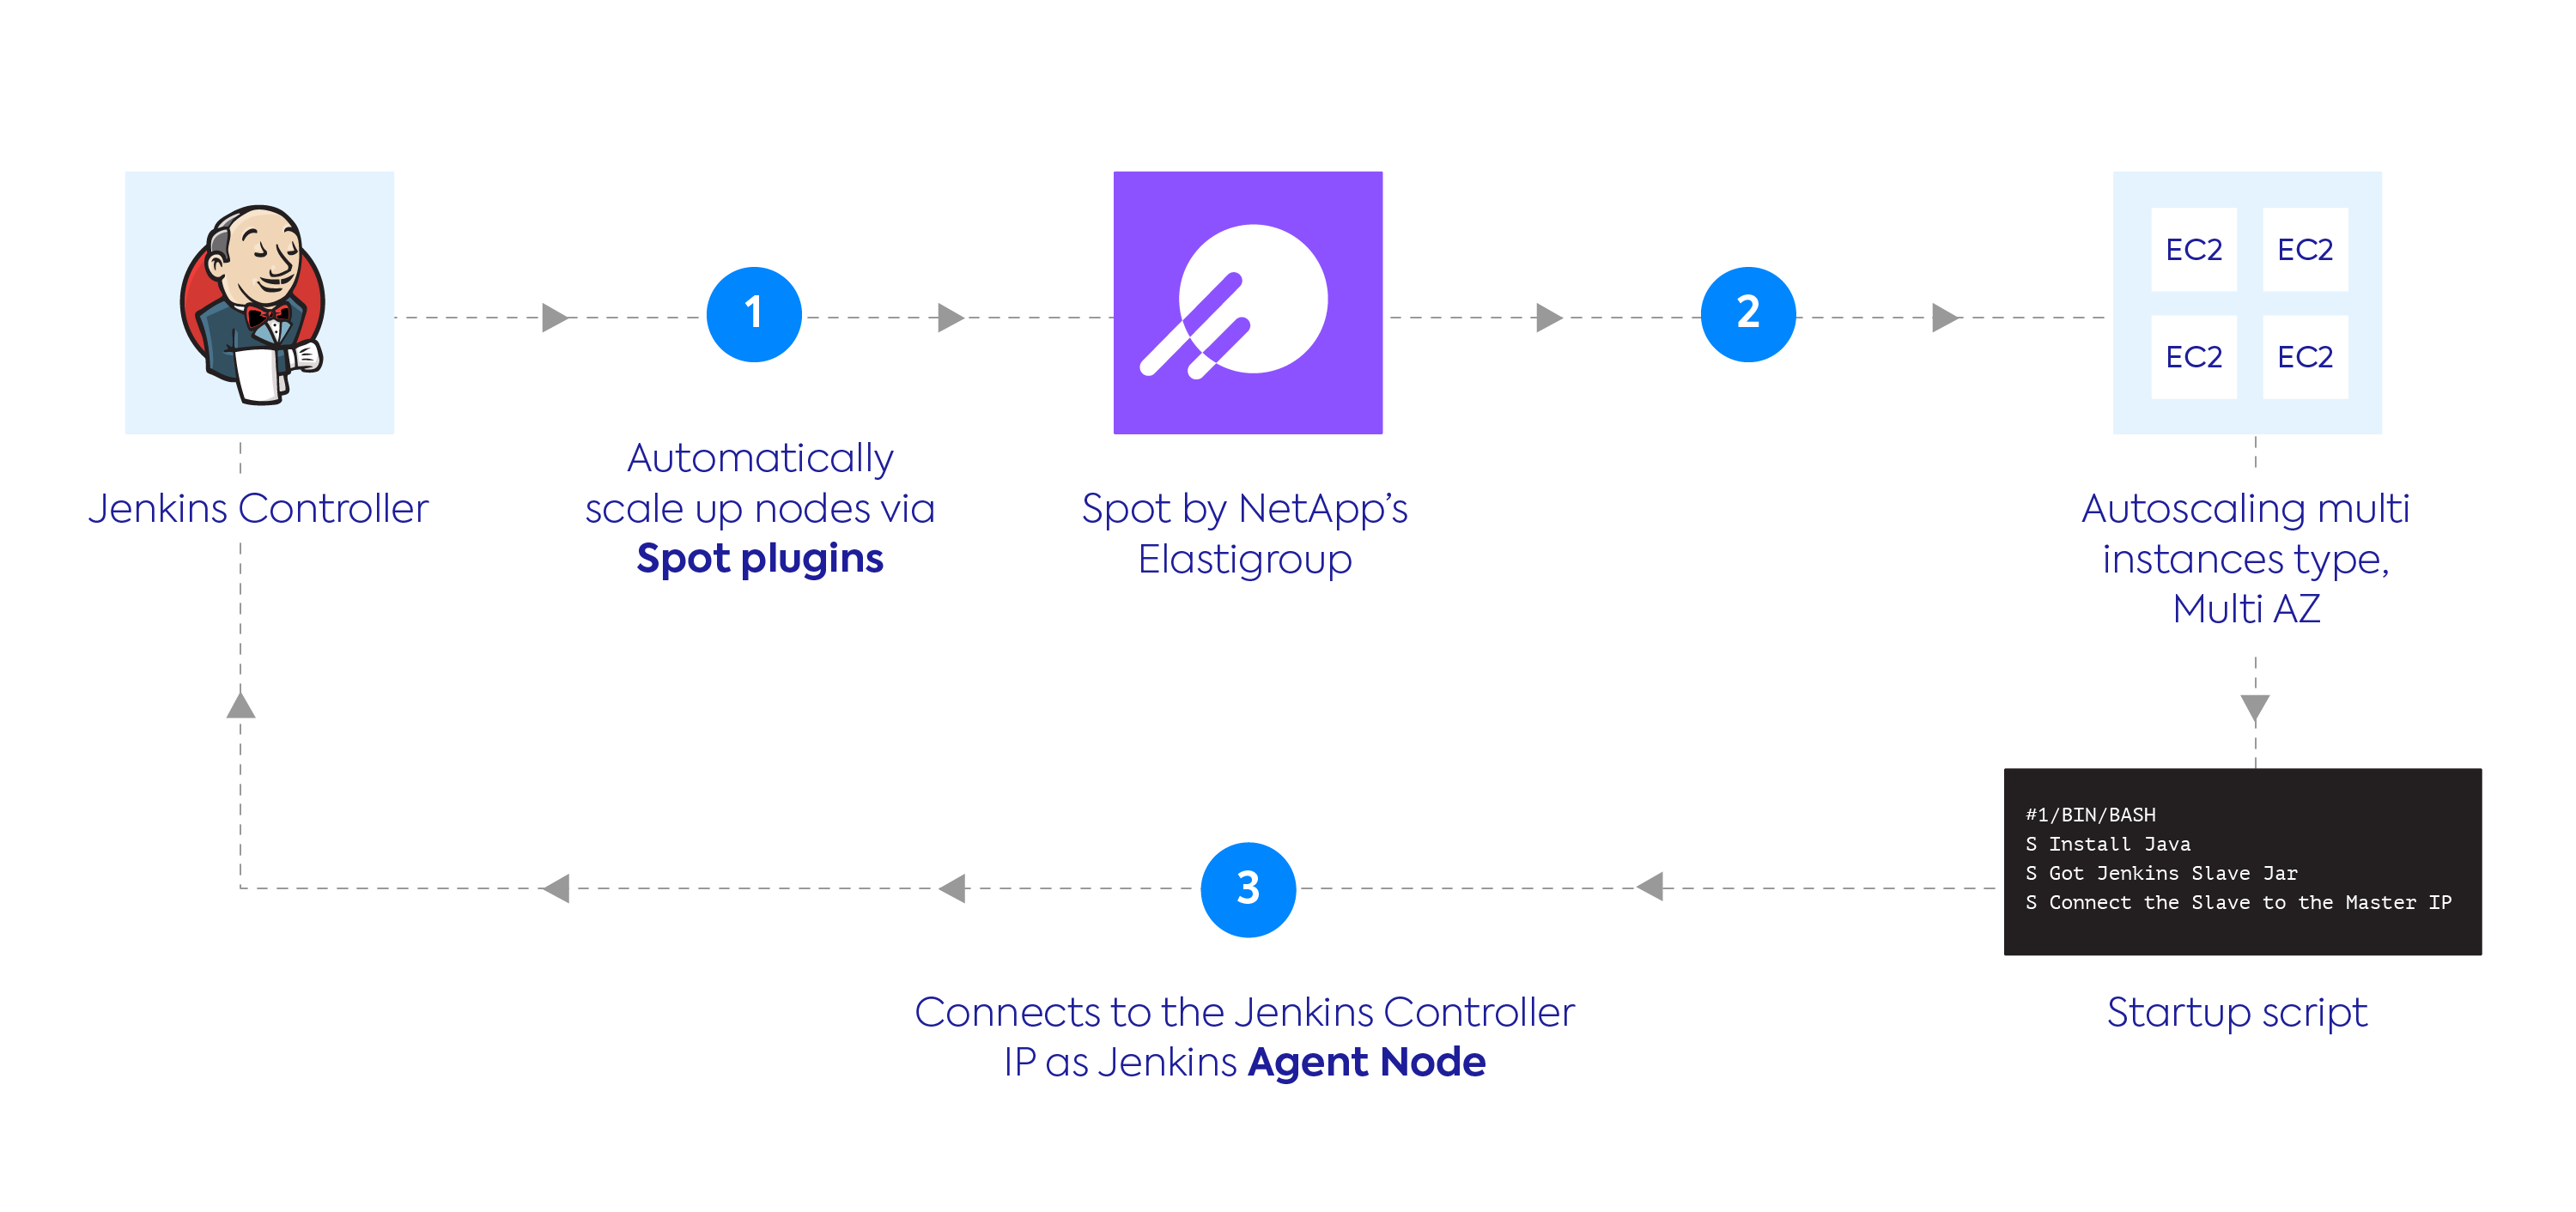 1
2
EC2 EC2
EC2 EC2
Jenkins Controller
Automatically
scale up nodes via
Spot plugins
Spot by NetApp’s
Elastigroup
Autoscaling multi
instances type,
Multi AZ
#1/BIN/BASH
S Install Java
S Got Jenkins Slave Jar
S Connect the Slave to the Master IP
Startup script
3
Connects to the Jenkins Controller
IP as Jenkins Agent Node